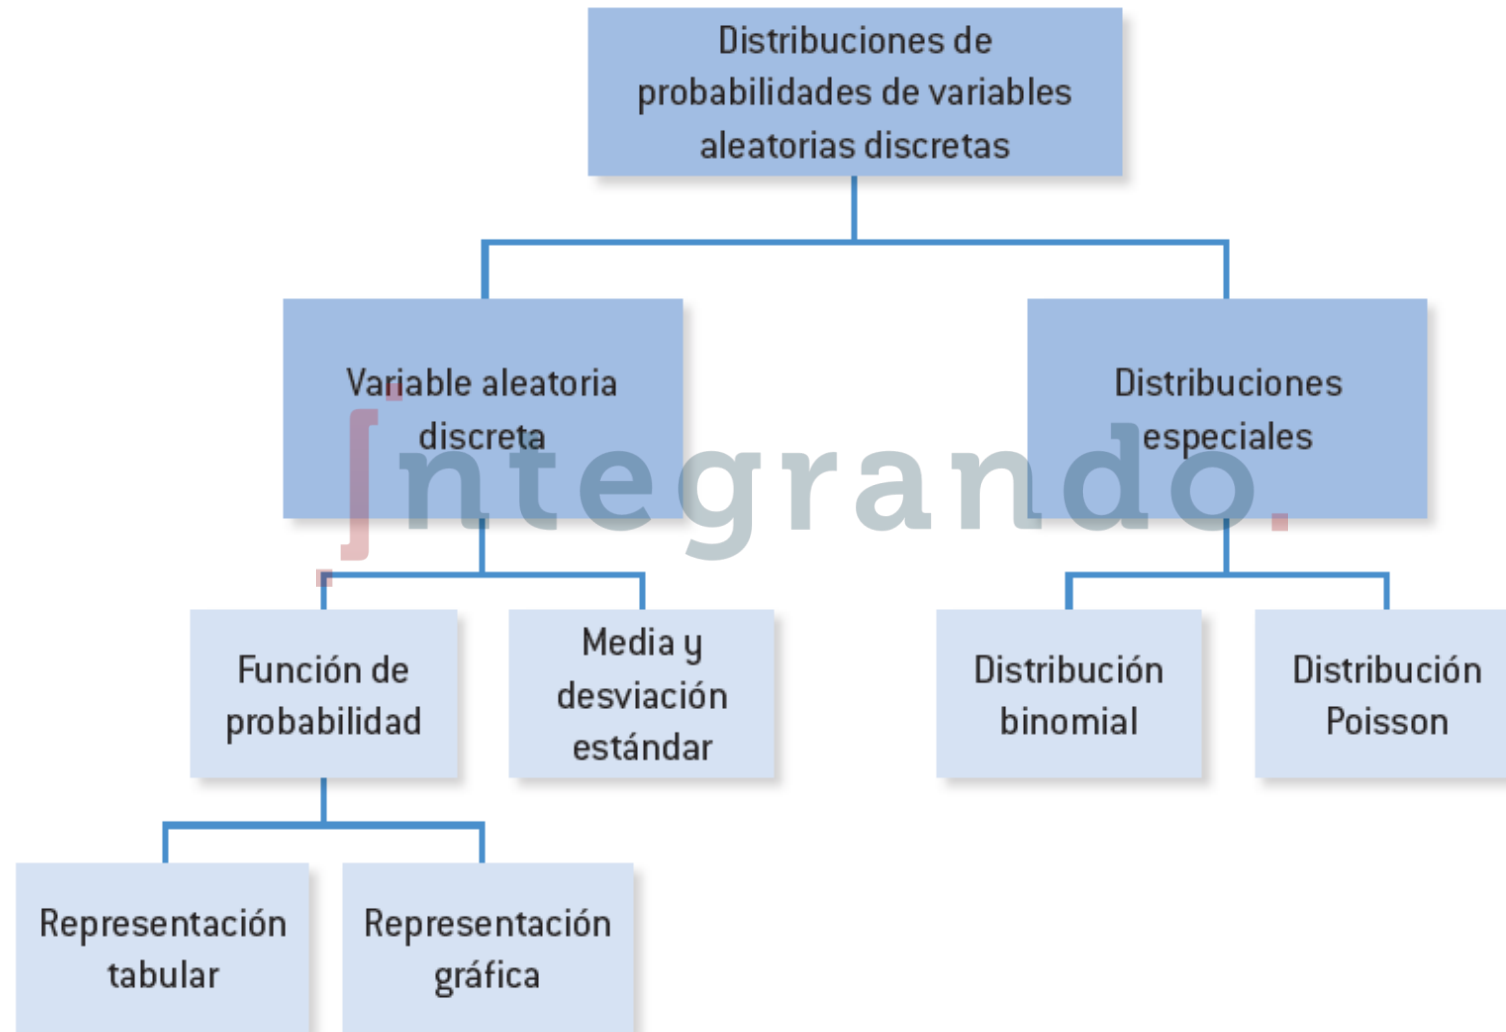 Distribuciones de
probabilidades de variables
aleatorias discretas
Variable aleatoria
discreta
Distribuciones
especiales
ıntegrando.
Función de
probabilidad
Media y
desviación
estándar
Distribución
binomial
Distribución
Poisson
Representación
tabular
Representación
gráfica